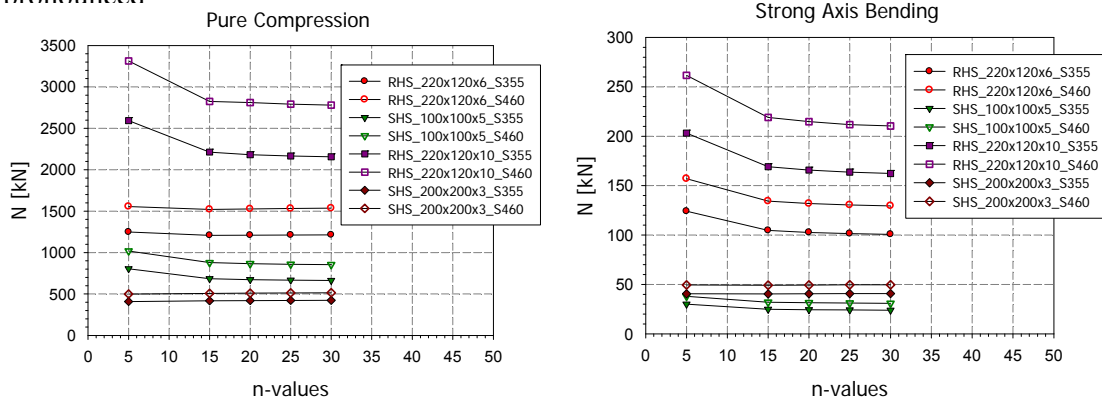 Pure Compression
N [kN]
3500
3000
2500
2000
1500
1000
500
0
0 5 10 15 20 25 30 35 40 45 50
n-values
RHS_220x120x6_S355
RHS_220x120x6_S460
SHS_100x100x5_S355
SHS_100x100x5_S460
RHS_220x120x10_S355
RHS_220x120x10_S460
SHS_200x200x3_S355
SHS_200x200x3_S460
Strong Axis Bending
N [kN]
300
250
200
150
100
50
0
0 5 10 15 20 25 30 35 40 45 50
n-values
RHS_220x120x6_S355
RHS_220x120x6_S460
SHS_100x100x5_S355
SHS_100x100x5_S460
RHS_220x120x10_S355
RHS_220x120x10_S460
SHS_200x200x3_S355
SHS_200x200x3_S460